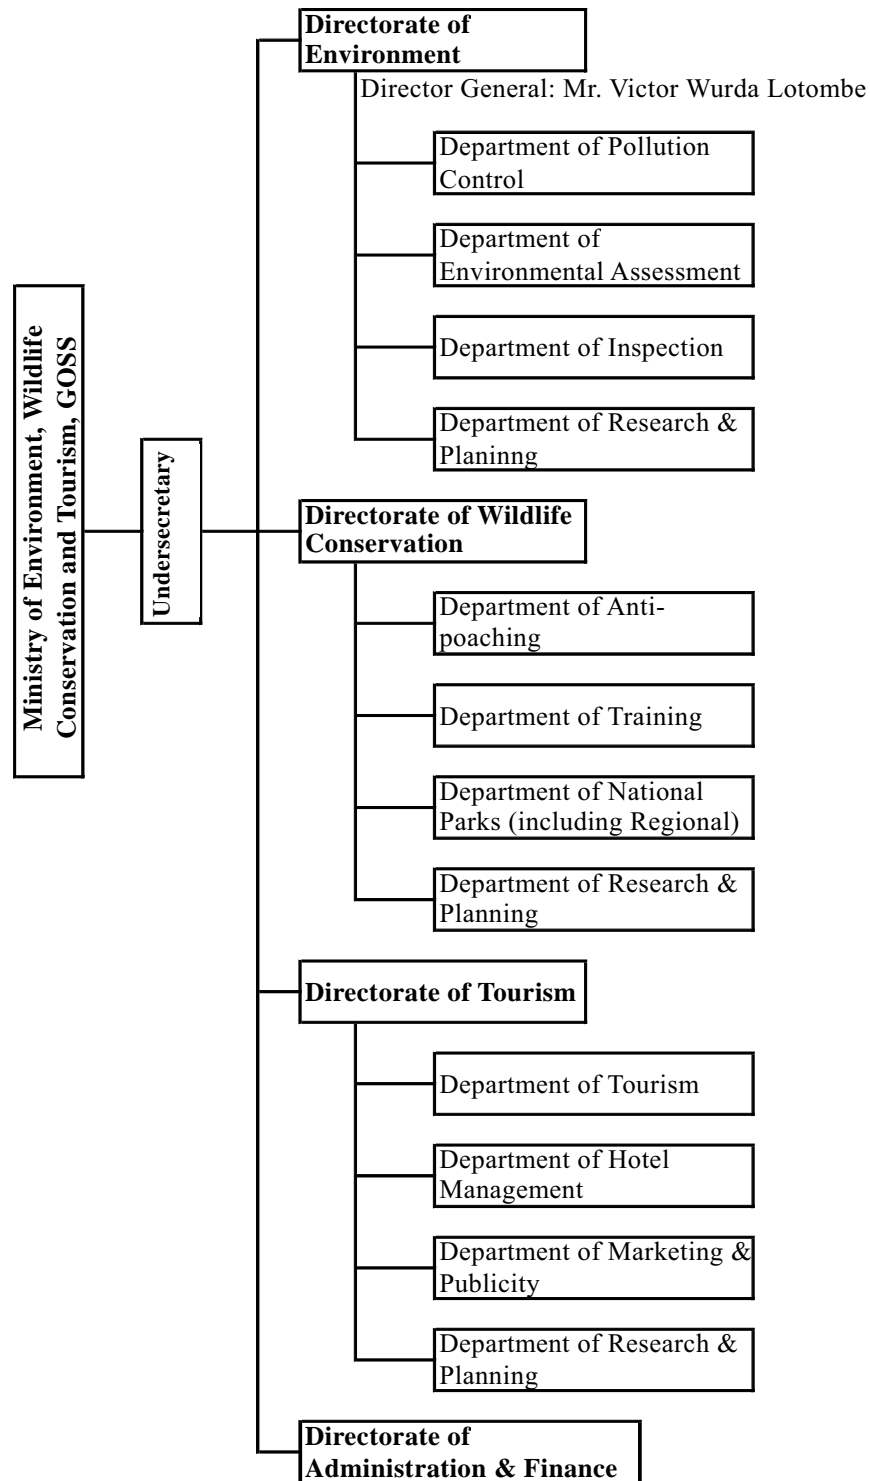 Directorate of
Environment
Director General: Mr. Victor Wurda Lotombe
Department of Pollution
Control
Department of
Environmental Assessment
Department of Inspection
Department of Research &
Planinng
Ministry of Environment, Wildlife
Conservation and Tourism, GOSS
Undersecretary
Directorate of Wildlife
Conservation
Department of Anti-
poaching
Department of Training
Department of National
Parks (including Regional)
Department of Research &
Planning
Directorate of Tourism
Department of Tourism
Department of Hotel
Management
Department of Marketing &
Publicity
Department of Research &
Planning
Directorate of
Administration & Finance